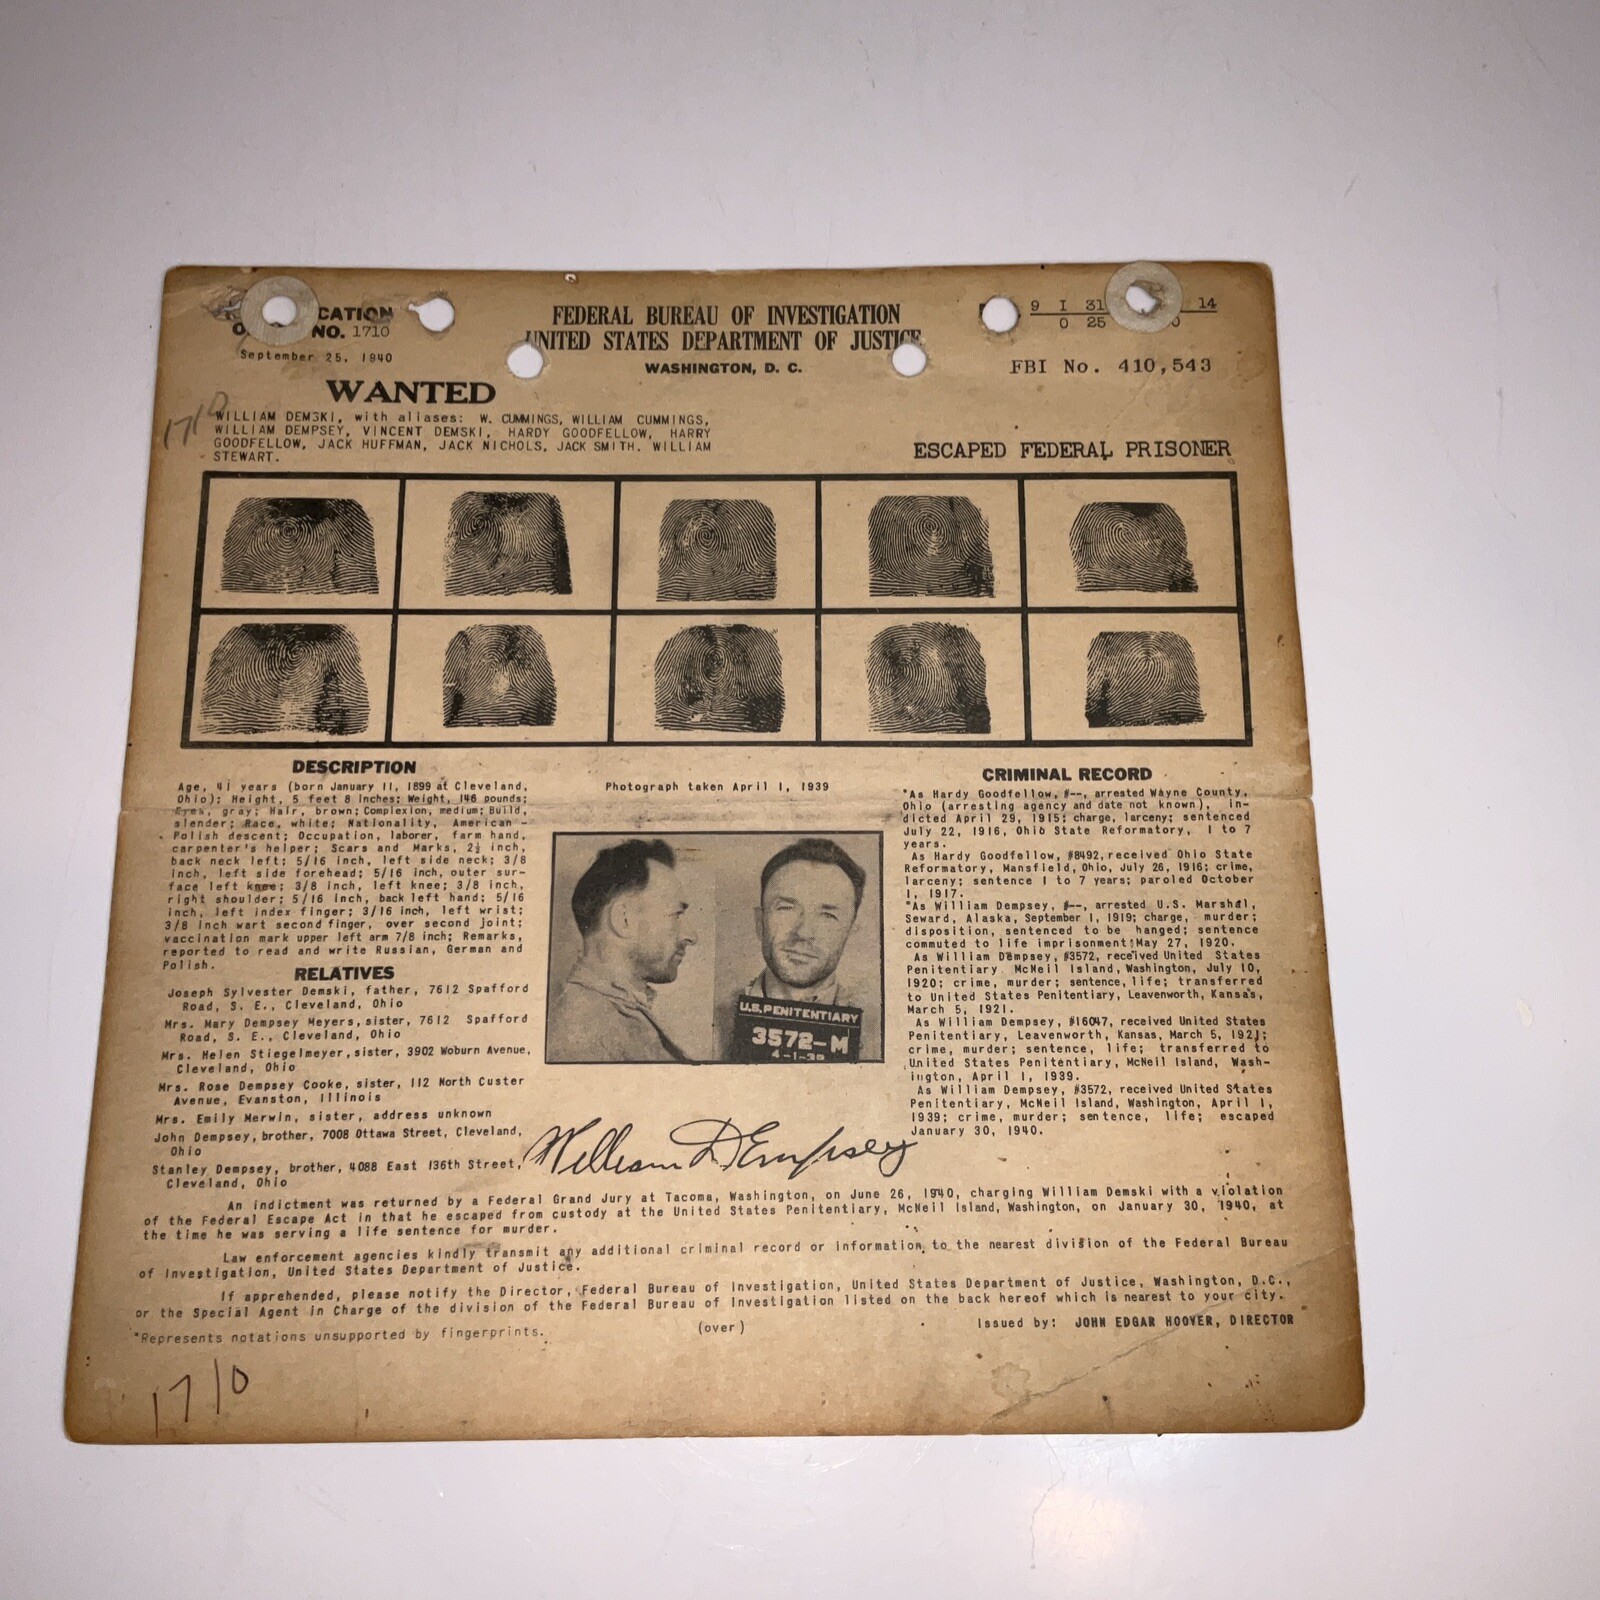 CATION
NO. 1710
September 25, 1940
FEDERAL BUREAU OF INVESTIGATION
UNITED STATES DEPARTMENT OF JUSTICE
WASHINGTON, D. C.
9 I 31 14
0 25 0
FBI No. 410,543
WANTED
1710
WILLIAM DEMSKI, with aliases: W. CUMMINGS, WILLIAM CUMMINGS,
WILLIAM DEMPSEY, VINCENT DEMSKI, HARDY GOODFELLOW, HARRY
GOODFELLOW, JACK HUFFMAN, JACK NICHOLS, JACK SMITH. WILLIAM
STEWART.
ESCAPED FEDERAL PRISONER
DESCRIPTION
Age, 41 years (born January 11, 1899 at Cleveland,
Ohio); Height, 5 feet 8 inches; Weight, 146 pounds;
Eyes, gray; Hair, brown; Complexion, medium; Build,
slender; Race, white; Nationality, American -
Polish descent; Occupation, laborer, farm hand,
carpenter's helper; Scars and Marks, 2½ inch,
back neck left; 5/16 inch, left side neck; 3/8
inch, left side forehead; 5/16 inch, outer sur-
face left knee; 3/8 inch, left knee; 3/8 inch,
right shoulder; 5/16 inch, back left hand; 5/16
inch, left index finger; 3/16 inch, left wrist;
3/8 inch wart second finger, over second joint;
vaccination mark upper left arm 7/8 inch; Remarks,
reported to read and write Russian, German and
Polish.
RELATIVES
Joseph Sylvester Demski, father, 7612 Spafford
Road, S. E., Cleveland, Ohio
Mrs. Mary Dempsey Meyers, sister, 7612 Spafford
Road, S. E., Cleveland, Ohio
Mrs. Helen Stiegelmeyer, sister, 3902 Woburn Avenue,
Cleveland, Ohio
Mrs. Rose Dempsey Cooke, sister, 112 North Custer
Avenue, Evanston, Illinois
Mrs. Emily Merwin, sister, address unknown
John Dempsey, brother, 7008 Ottawa Street, Cleveland,
Ohio
Stanley Dempsey, brother, 4088 East 136th Street,
Cleveland, Ohio
Photograph taken April 1, 1939
U.S. PENITENTIARY
3572-M
4-1-39
William Dempsey
CRIMINAL RECORD
*As Hardy Goodfellow, #--, arrested Wayne County,
Ohio (arresting agency and date not known), in-
dicted April 29, 1915; charge, larceny; sentenced
July 22, 1916, Ohio State Reformatory, 1 to 7
years.
As Hardy Goodfellow, #8492, received Ohio State
Reformatory, Mansfield, Ohio, July 26, 1916; crime,
larceny; sentence 1 to 7 years; paroled October
1, 1917.
*As William Dempsey, #--, arrested U.S. Marshal,
Seward, Alaska, September 1, 1919; charge, murder;
disposition, sentenced to be hanged; sentence
commuted to life imprisonment May 27, 1920.
As William Dempsey, #3572, received United States
Penitentiary McNeil Island, Washington, July 10,
1920; crime, murder; sentence, life; transferred
to United States Penitentiary, Leavenworth, Kansas,
March 5, 1921.
As William Dempsey, #16047, received United States
Penitentiary, Leavenworth, Kansas, March 5, 1921;
crime, murder; sentence, life; transferred to
United States Penitentiary, McNeil Island, Wash-
ington, April 1, 1939.
As William Dempsey, #3572, received United States
Penitentiary, McNeil Island, Washington, April 1,
1939; crime, murder; sentence, life; escaped
January 30, 1940.
An indictment was returned by a Federal Grand Jury at Tacoma, Washington, on June 26, 1940, charging William Demski with a violation
of the Federal Escape Act in that he escaped from custody at the United States Penitentiary, McNeil Island, Washington, on January 30, 1940, at
the time he was serving a life sentence for murder.
Law enforcement agencies kindly transmit any additional criminal record or information to the nearest division of the Federal Bureau
of Investigation, United States Department of Justice.
If apprehended, please notify the Director, Federal Bureau of Investigation, United States Department of Justice, Washington, D.C.,
or the Special Agent in Charge of the division of the Federal Bureau of Investigation listed on the back hereof which is nearest to your city.
(over)
Issued by: JOHN EDGAR HOOVER, DIRECTOR
*Represents notations unsupported by fingerprints.
1710